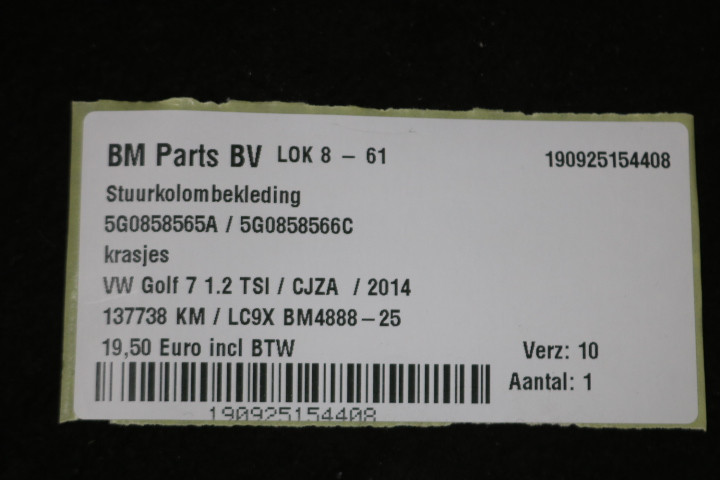 BM Parts BV LOK 8 - 61 190925154408
Stuurkolombekleding
5G0858565A / 5G0858566C
krasjes
VW Golf 7 1.2 TSI / CJZA / 2014
137738 KM / LC9X BM4888-25
19,50 Euro incl BTW Verz: 10
Aantal: 1
190925154408